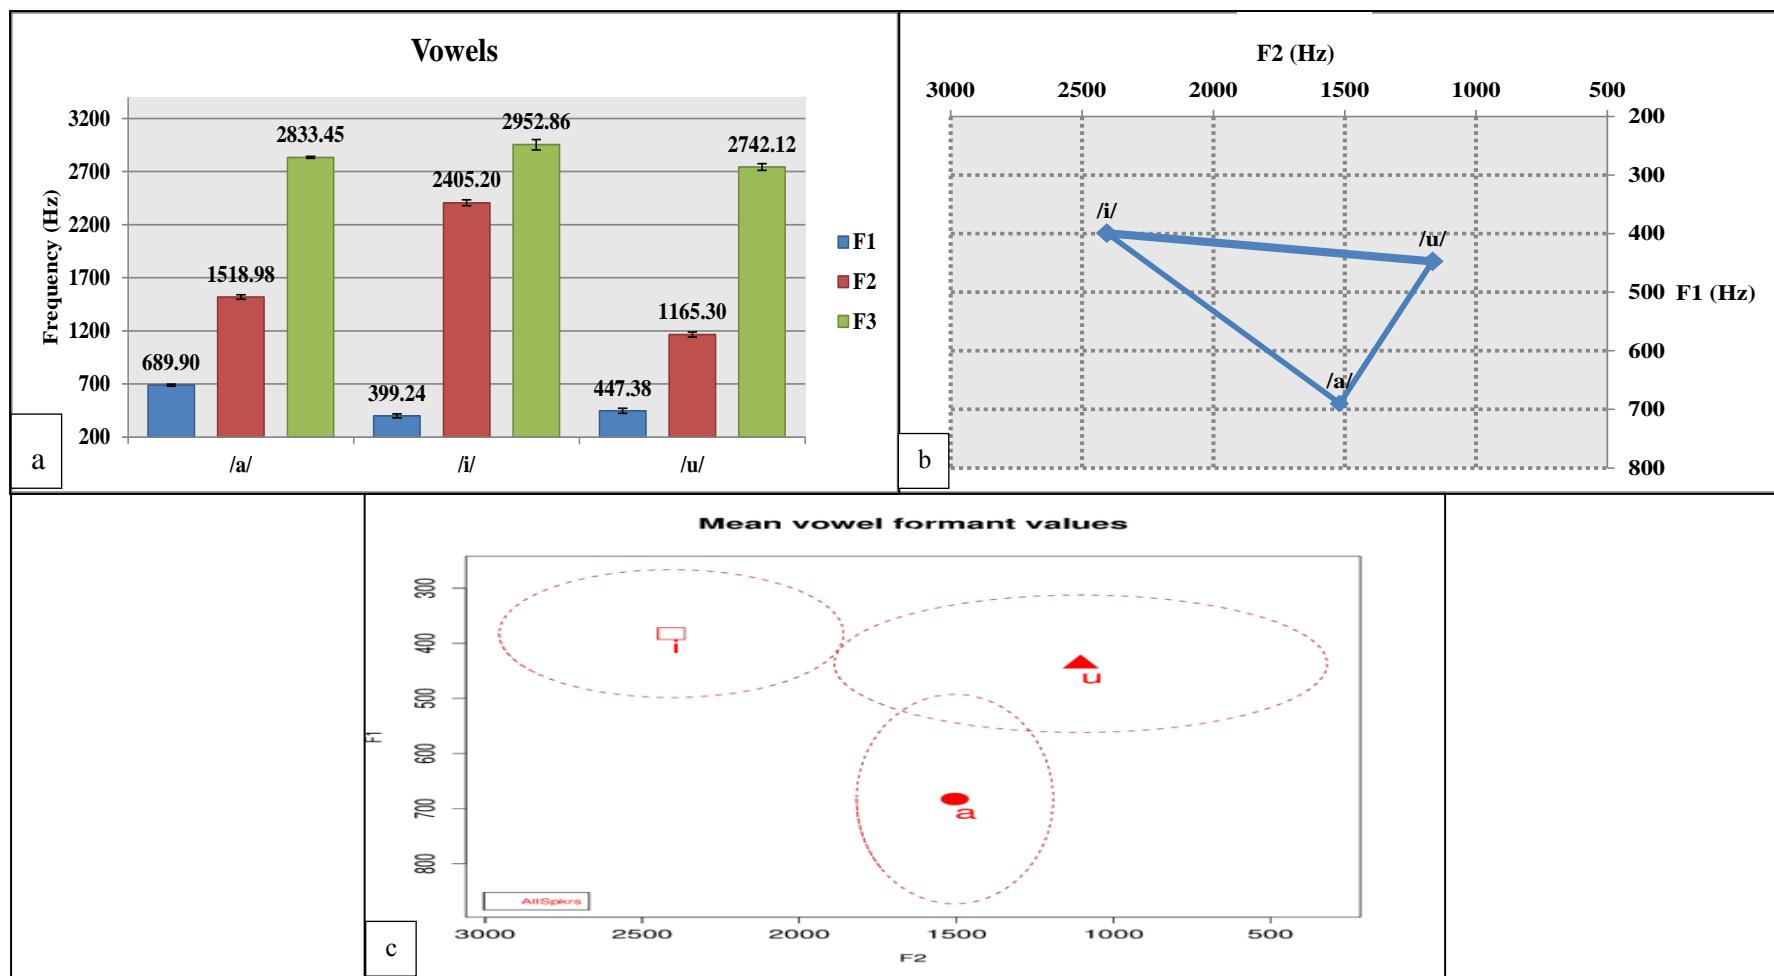 Vowels
Frequency (Hz)
3200
2700
2200
1700
1200
700
200
2833.45
1518.98
689.90
2952.86
2405.20
399.24
2742.12
1165.30
447.38
/a/ /i/ /u/
F1
F2
F3
a
F2 (Hz)
3000 2500 2000 1500 1000 500
200
300
400
500
600
700
800
F1 (Hz)
/i/
/u/
/a/
b
Mean vowel formant values
F1
300
400
500
600
700
800
i
u
a
AllSpkrs
3000 2500 2000 1500 1000 500
F2
c